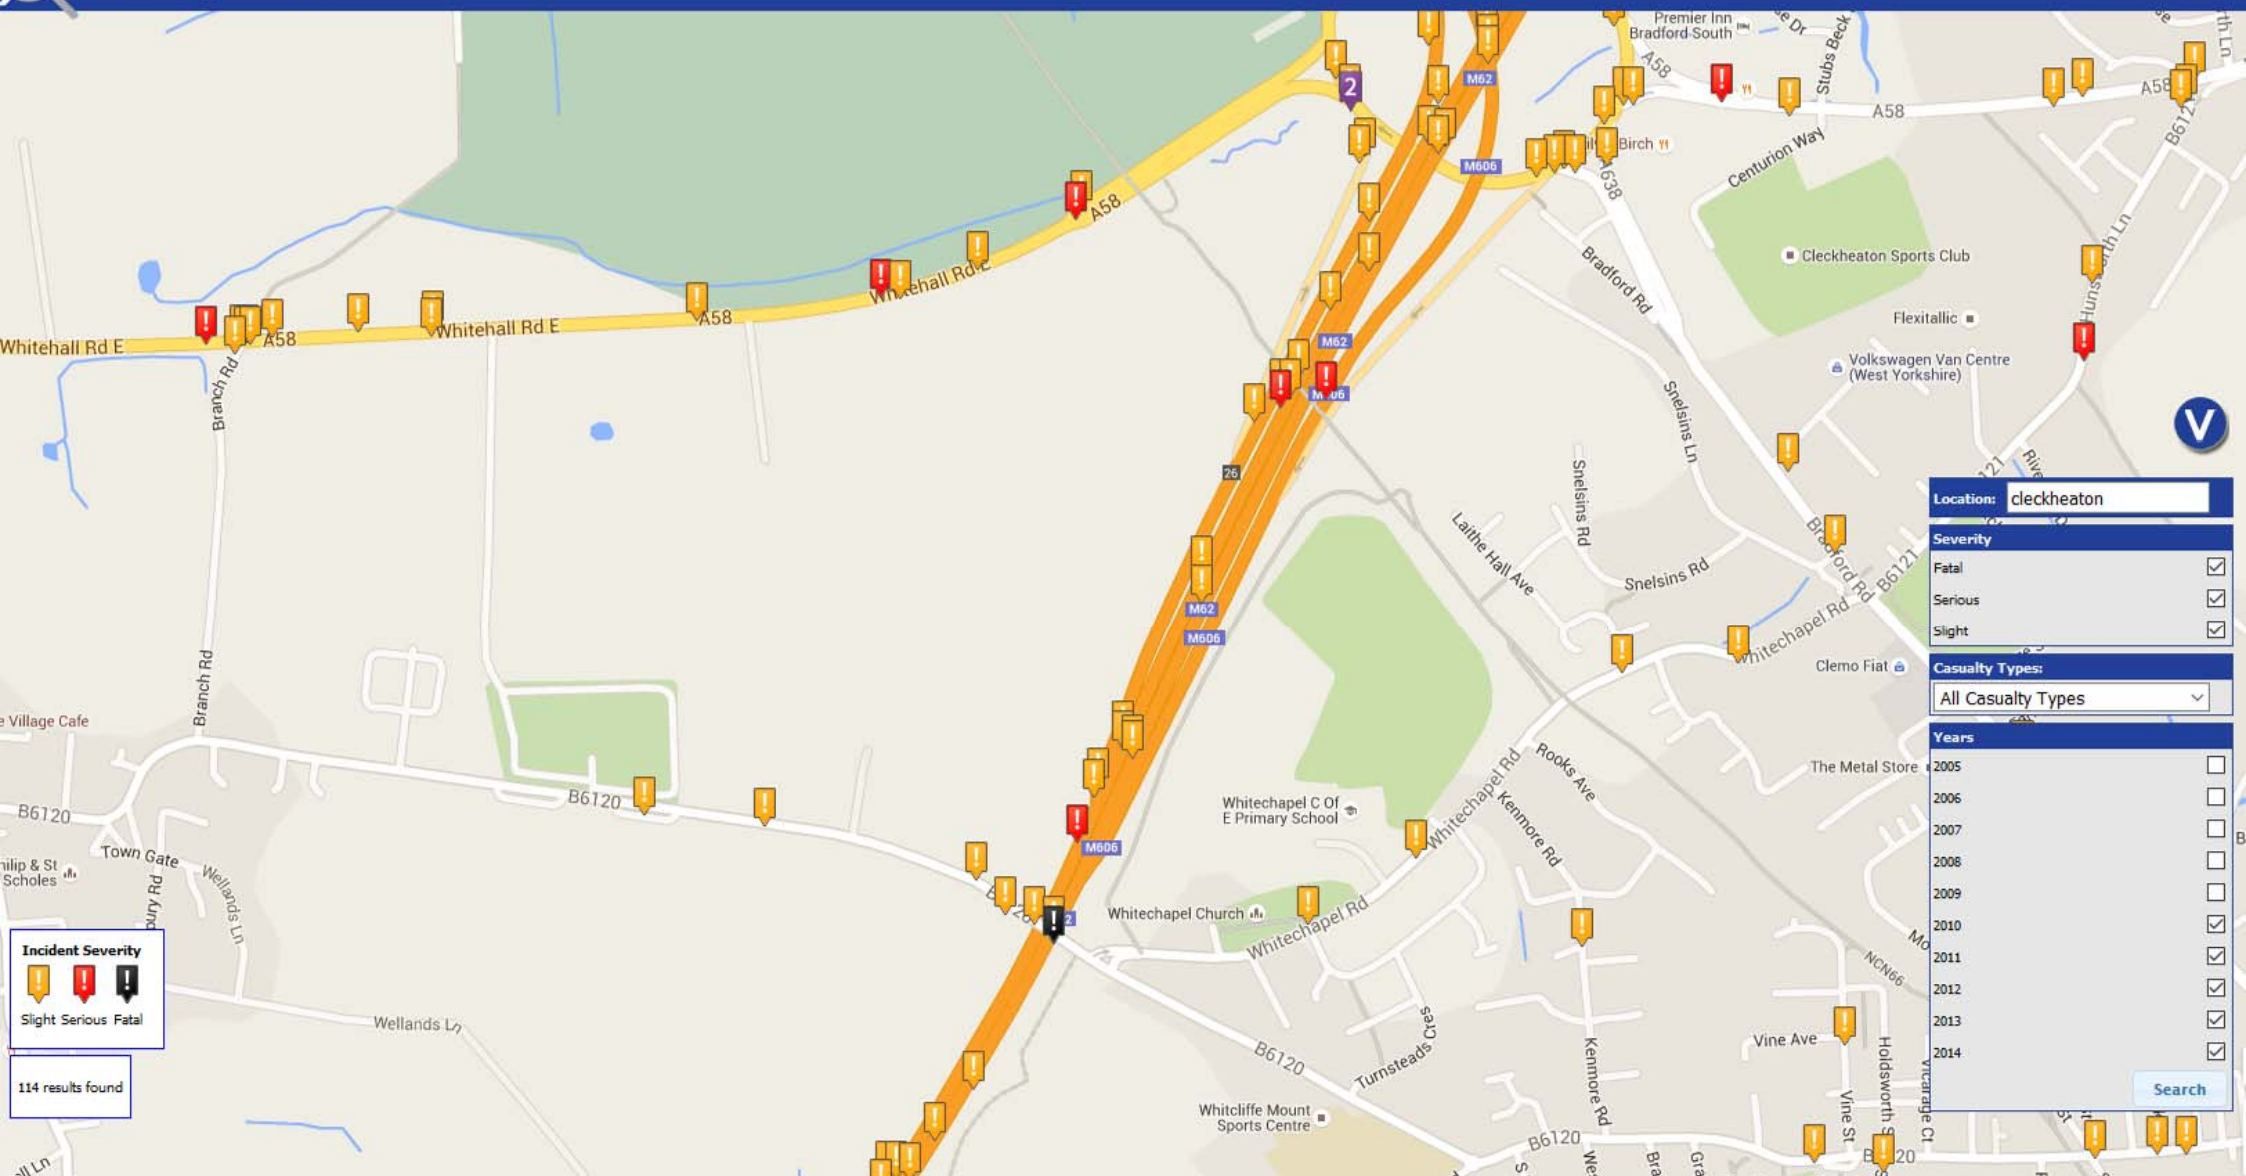 Premier Inn
Bradford South
Stubs Beck
A58
M62
2
A58
A58
B6121
Birch
M606
A638
Centurion Way
A58
Cleckheaton Sports Club
Bradford Rd
Whitehall Rd E
A58
Flexitallic
Whitehall Rd E
A58
Whitehall Rd E
M62
Volkswagen Van Centre
(West Yorkshire)
Branch Rd
Snelsins Ln
V
26
Snelsins Rd
Location: cleckheaton
Laithe Hall Ave
Bradford Rd
Severity
Fatal
Snelsins Rd
B6121
Serious
M62
Slight
M606
Whitechapel Rd
Clemo Fiat
Casualty Types:
All Casualty Types
Branch Rd
Village Cafe
Years
2005
Rooks Ave
The Metal Store
2006
B6120
Whitechapel C Of
E Primary School
Whitechapel Rd
Kenmore Rd
B6120
2007
M606
Town Gate
2008
Scholes
Wellands Ln
2009
Whitechapel Church
2010
Whitechapel Rd
Incident Severity
Slight Serious Fatal
2011
NCN66
2012
Wellands Ln
2013
Vine Ave
2014
Turnsteads Cres
B6120
Kenmore Rd
114 results found
Search
Vine St
Holdsworth S
Vicarage Ct
Whitcliffe Mount
Sports Centre
B6120